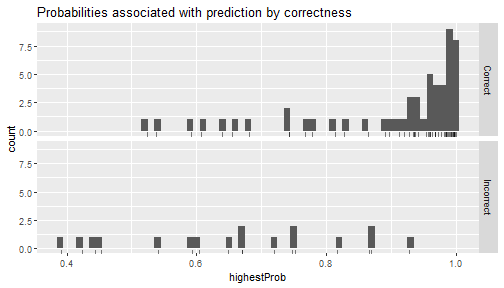 Probabilities associated with prediction by correctness
7.5
5.0
2.5
0.0
Correct
count
7.5
5.0
2.5
0.0
Incorrect
0.4 0.6 0.8 1.0
highestProb